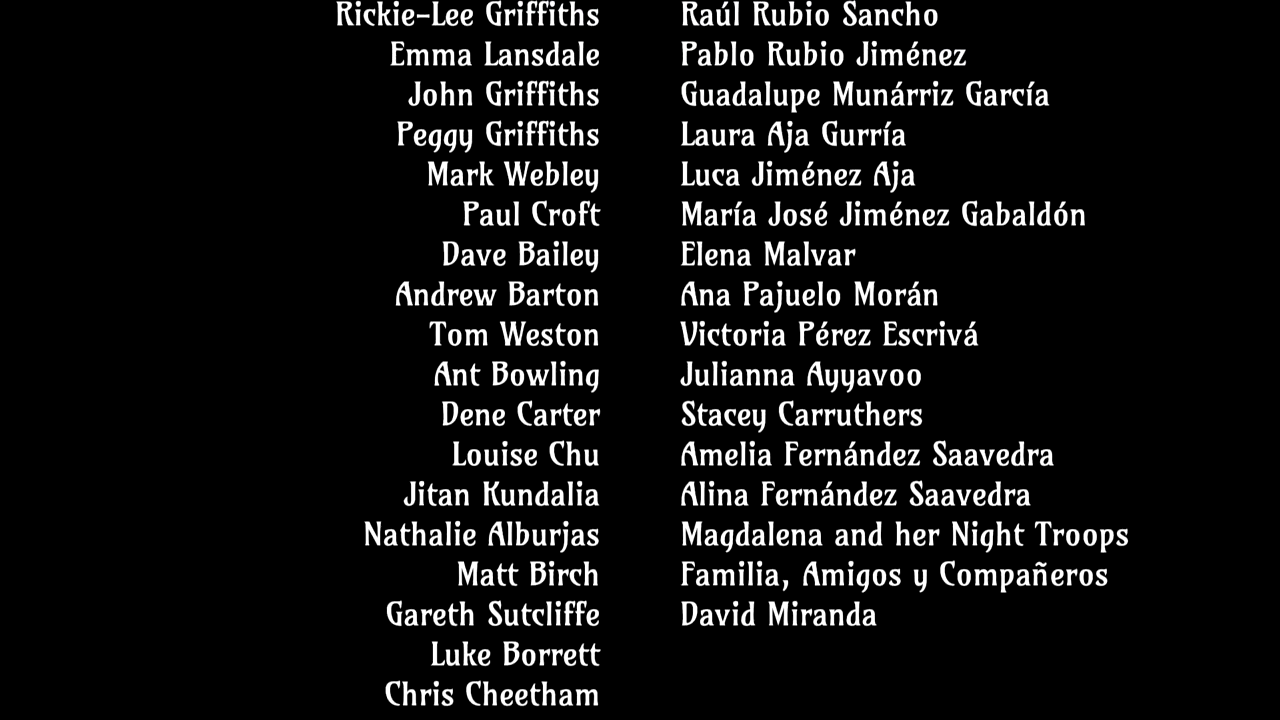 Rickie-Lee Griffiths
Emma Lansdale
John Griffiths
Peggy Griffiths
Mark Webley
Paul Croft
Dave Bailey
Andrew Barton
Tom Weston
Ant Bowling
Dene Carter
Louise Chu
Jitan Kundalia
Nathalie Alburjas
Matt Birch
Gareth Sutcliffe
Luke Borrett
Chris Cheetham
Raúl Rubio Sancho
Pablo Rubio Jiménez
Guadalupe Munárriz García
Laura Aja Gurría
Luca Jiménez Aja
María José Jiménez Gabaldón
Elena Malvar
Ana Pajuelo Morán
Victoria Pérez Escrivá
Julianna Ayyavoo
Stacey Carruthers
Amelia Fernández Saavedra
Alina Fernández Saavedra
Magdalena and her Night Troops
Familia, Amigos y Compañeros
David Miranda